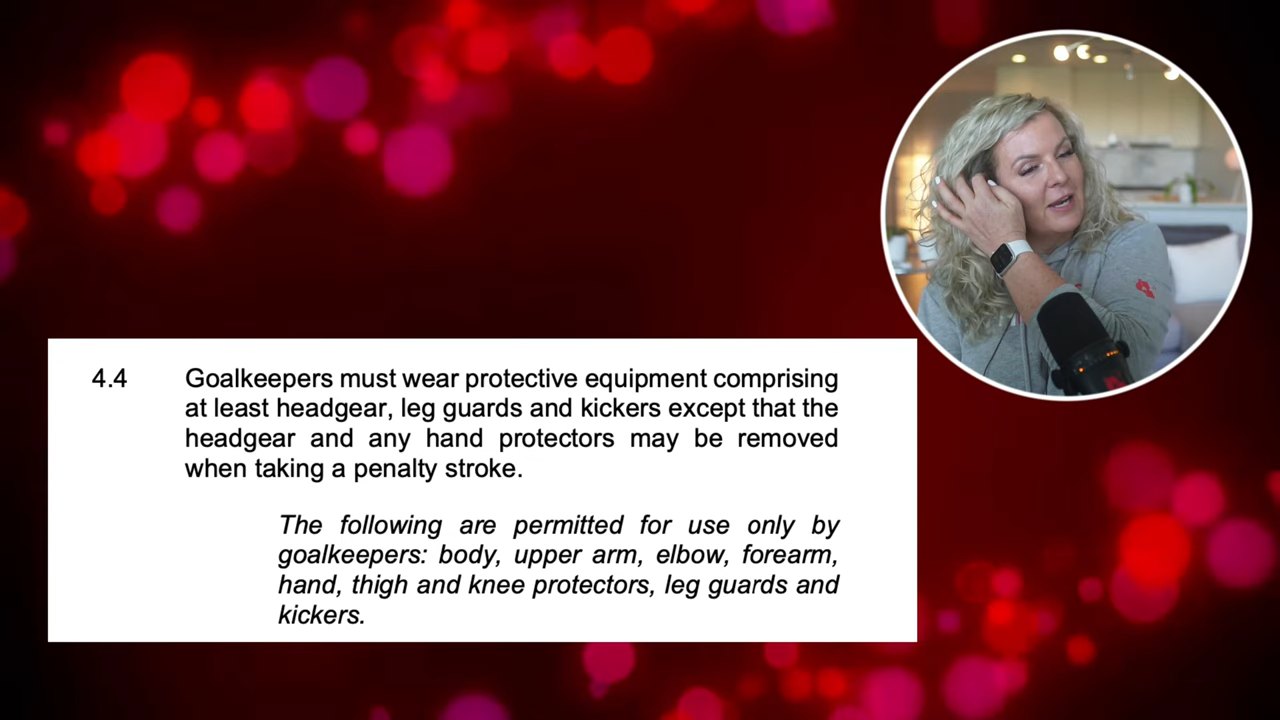 4.4 Goalkeepers must wear protective equipment comprising
at least headgear, leg guards and kickers except that the
headgear and any hand protectors may be removed
when taking a penalty stroke.
The following are permitted for use only by
goalkeepers: body, upper arm, elbow, forearm,
hand, thigh and knee protectors, leg guards and
kickers.